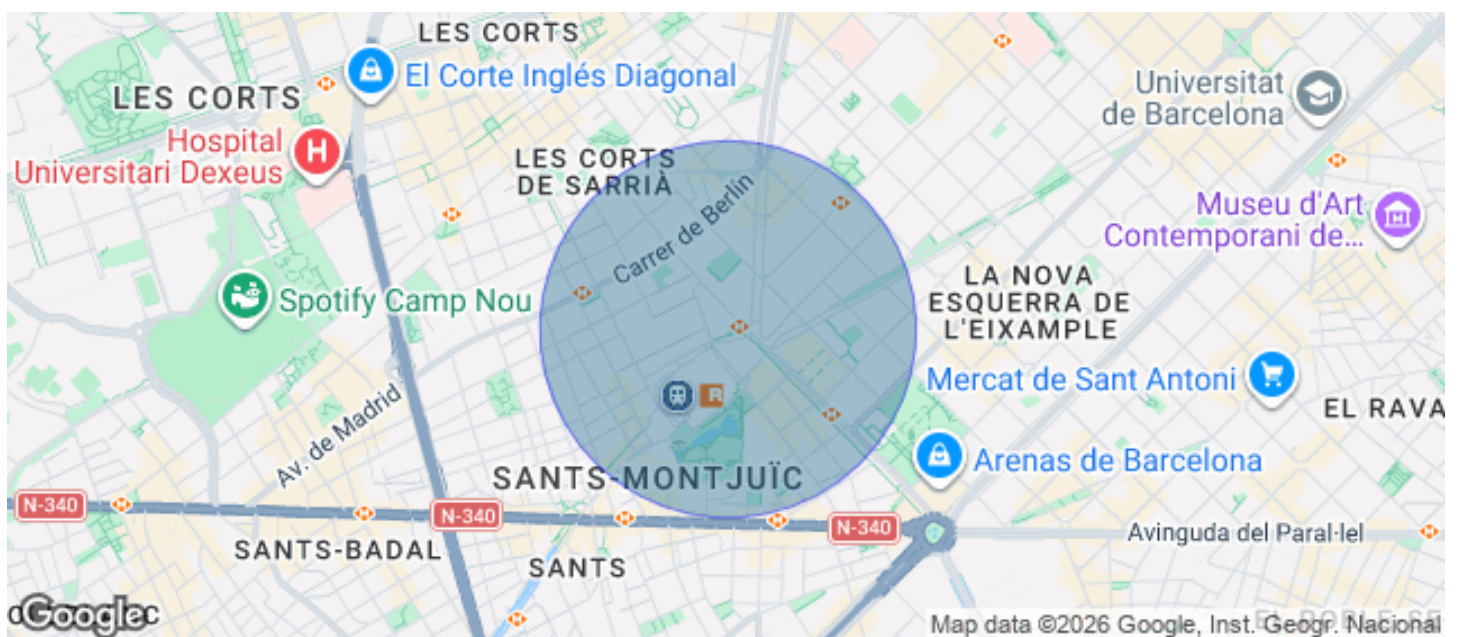 LES CORTS
El Corte Inglés Diagonal
LES CORTS
Hospital
Universitari Dexeus
LES CORTS
DE SARRIÀ
Carrer de Berlín
Universitat
de Barcelona
Museu d'Art
Contemporani de...
Spotify Camp Nou
LA NOVA
ESQUERRA DE
L'EIXAMPLE
Mercat de Sant Antoni
EL RAVA
Av. de Madrid
R
Arenas de Barcelona
SANTS-MONTJUÏC
N-340
N-340
N-340
Avinguda del Paral·lel
SANTS-BADAL
SANTS
Google
Map data ©2026 Google, Inst. Geogr. Nacional